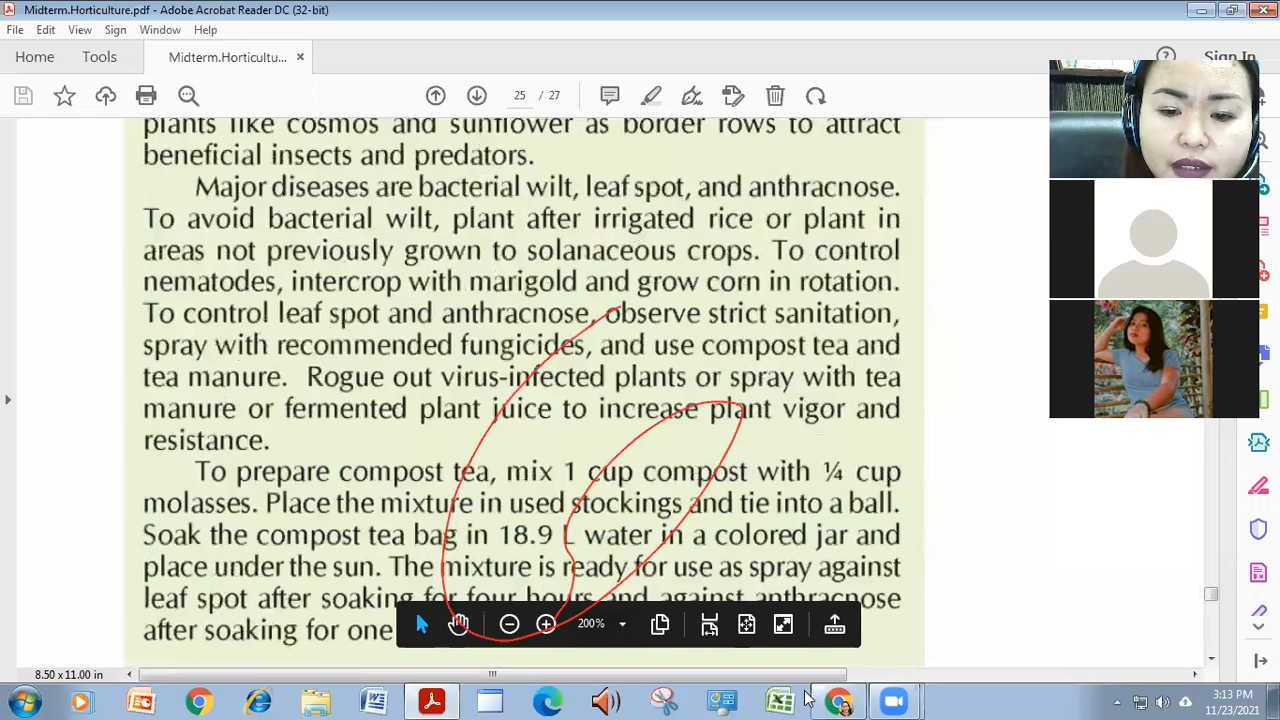 Midterm.Horticulture.pdf - Adobe Acrobat Reader DC (32-bit)
File Edit View Sign Window Help
Home Tools Midterm.Horticultu... × Sign In
25 / 27
plants like cosmos and sunflower as border rows to attract
beneficial insects and predators.
Major diseases are bacterial wilt, leaf spot, and anthracnose.
To avoid bacterial wilt, plant after irrigated rice or plant in
areas not previously grown to solanaceous crops. To control
nematodes, intercrop with marigold and grow corn in rotation.
To control leaf spot and anthracnose, observe strict sanitation,
spray with recommended fungicides, and use compost tea and
tea manure. Rogue out virus-infected plants or spray with tea
manure or fermented plant juice to increase plant vigor and
resistance.
To prepare compost tea, mix 1 cup compost with ¼ cup
molasses. Place the mixture in used stockings and tie into a ball.
Soak the compost tea bag in 18.9 L water in a colored jar and
place under the sun. The mixture is ready for use as spray against
leaf spot after soaking for four hours and against anthracnose
after soaking for one
200%
8.50 x 11.00 in
3:13 PM
11/23/2021